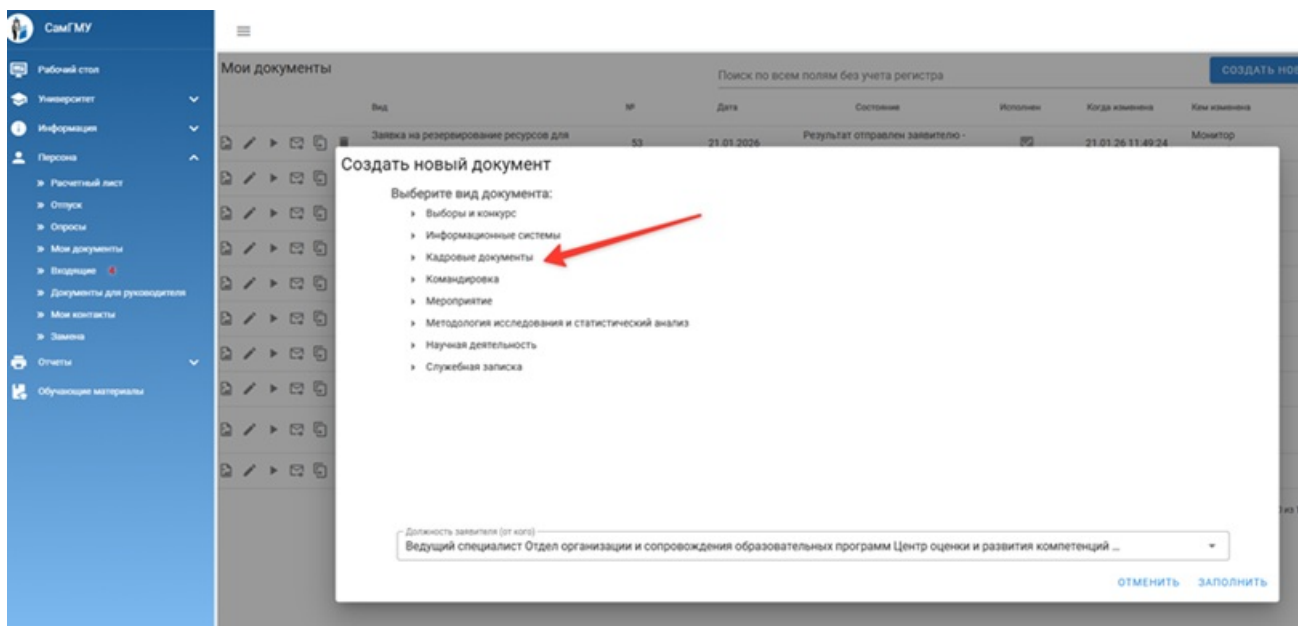 СамГМУ
Рабочий стол
Университет
Информация
Персона
Расчетный лист
Отпуск
Опросы
Мои документы
Входящие 4
Документы для руководителя
Мои контакты
Замена
Отчеты
Обучающие материалы
Мои документы
Поиск по всем полям без учета регистра
СОЗДАТЬ НОВ
Вид № Дата Состояние Исполнен Когда изменена Кем изменена
Заявка на резервирование ресурсов для 53 21.01.2026 Результат отправлен заявителю - 21.01.26 11:49:24 Монитор
Создать новый документ
Выберите вид документа:
Выборы и конкурс
Информационные системы
Кадровые документы
Командировка
Мероприятие
Методология исследования и статистический анализ
Научная деятельность
Служебная записка
Должность заявителя (от кого)
Ведущий специалист Отдел организации и сопровождения образовательных программ Центр оценки и развития компетенций ...
ОТМЕНИТЬ ЗАПОЛНИТЬ